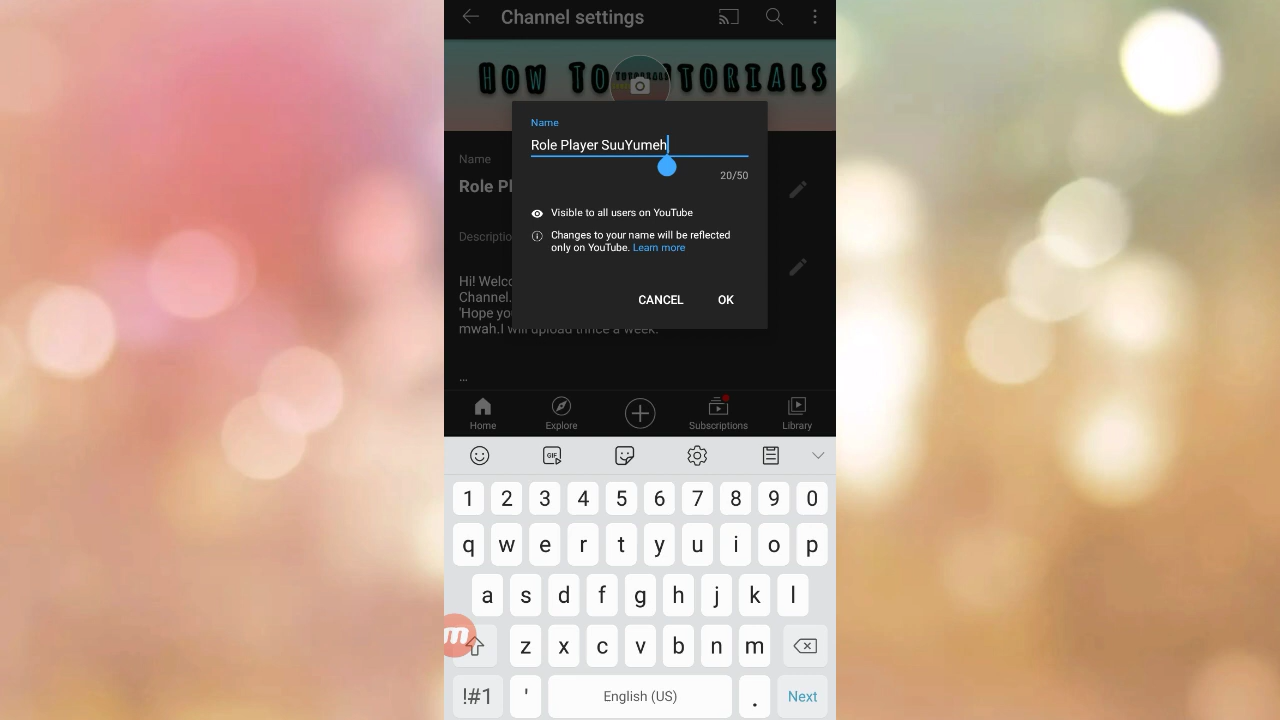 Channel settings
HOW TO TUTORIALS
Name
Role Player SuuYumeh
20/50
Visible to all users on YouTube
Changes to your name will be reflected
only on YouTube. Learn more
CANCEL
OK
Name
Role Pl
Descriptio
Hi! Welco
Channel.
'Hope yo
mwah.I will upload thrice a week.
...
Home
Explore
Subscriptions
Library
GIF
1 2 3 4 5 6 7 8 9 0
q w e r t y u i o p
a s d f g h j k l
m
z x c v b n m
!#1 ' English (US) . Next